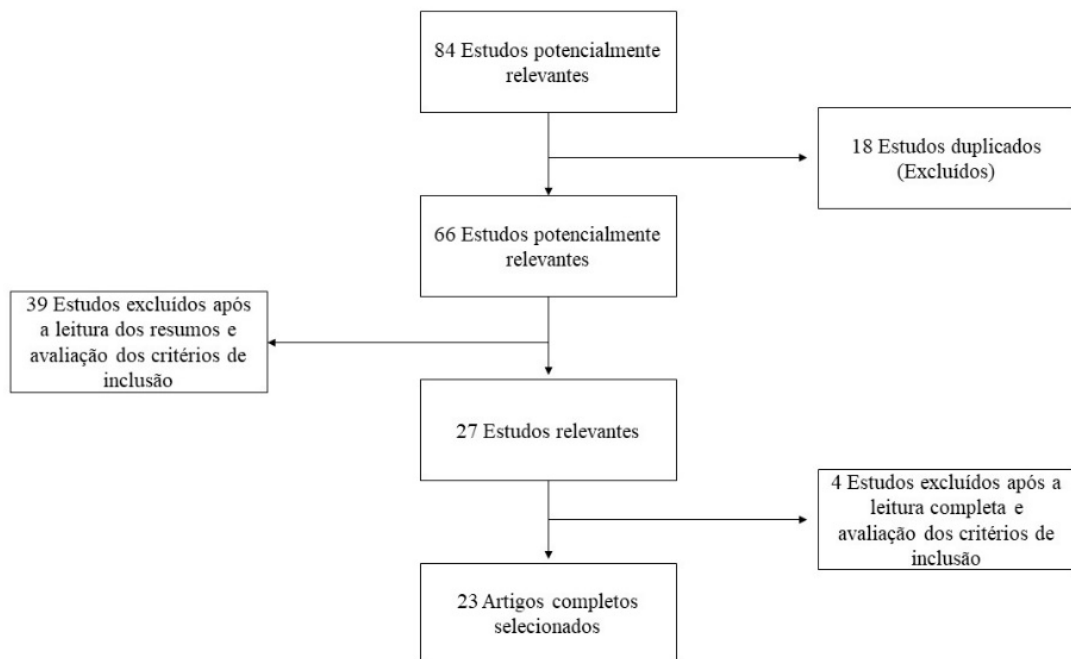 84 Estudos potencialmente
relevantes
18 Estudos duplicados
(Excluídos)
66 Estudos potencialmente
relevantes
39 Estudos excluídos após
a leitura dos resumos e
avaliação dos critérios de
inclusão
27 Estudos relevantes
4 Estudos excluídos após a
leitura completa e
avaliação dos critérios de
inclusão
23 Artigos completos
selecionados